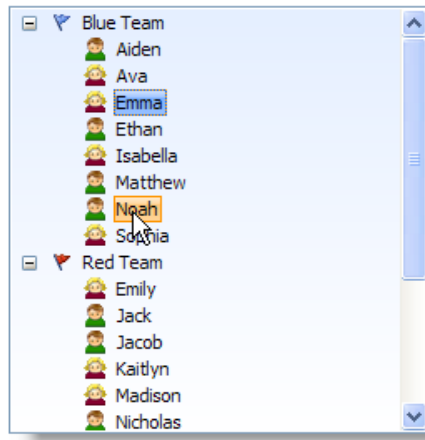 Blue Team
Aiden
Ava
Emma
Ethan
Isabella
Matthew
Noah
Sophia
Red Team
Emily
Jack
Jacob
Kaitlyn
Madison
Nicholas